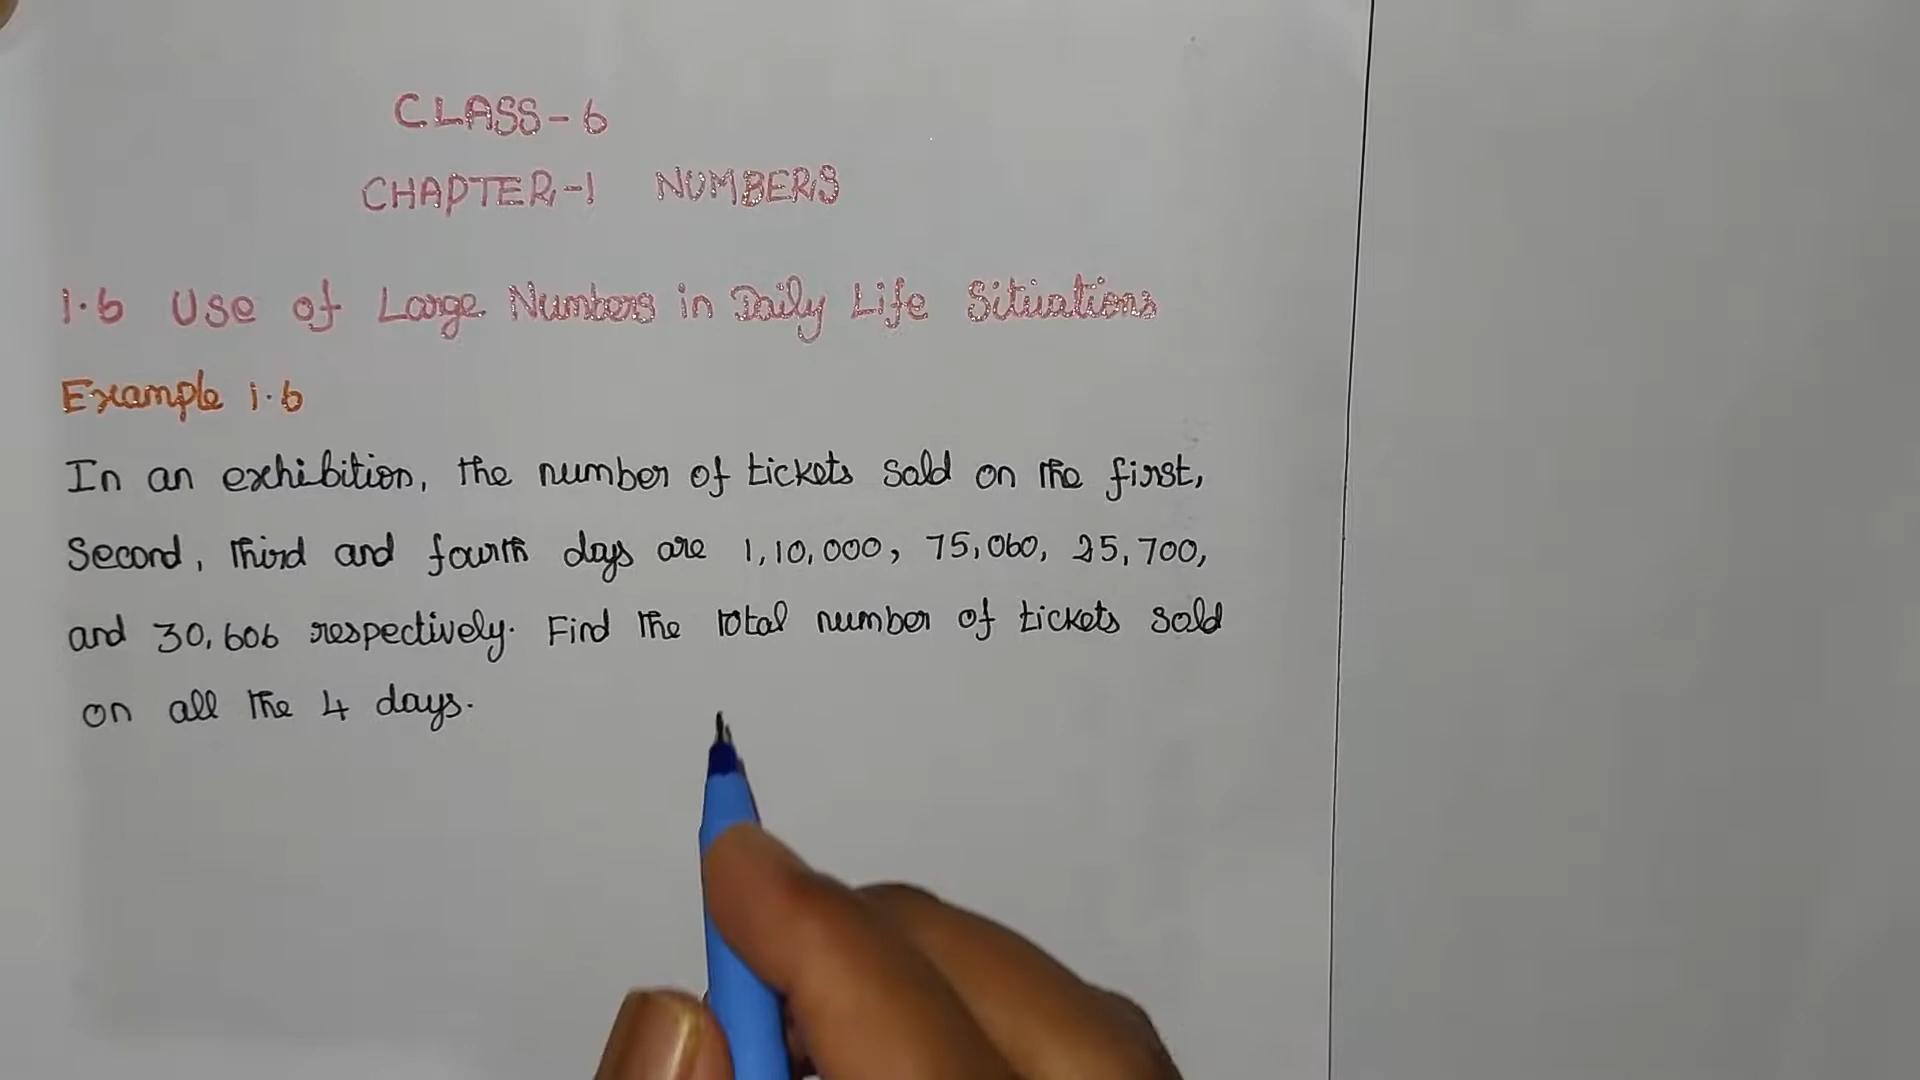 CLASS-6
CHAPTER-1 NUMBERS
1.6 Use of Large Numbers in Daily Life Situations
Example 1.6
In an exhibition, the number of tickets sold on the first,
Second, third and fourth days are 1,10,000, 75,060, 25,700,
and 30,606 respectively. Find the total number of tickets sold
on all the 4 days.